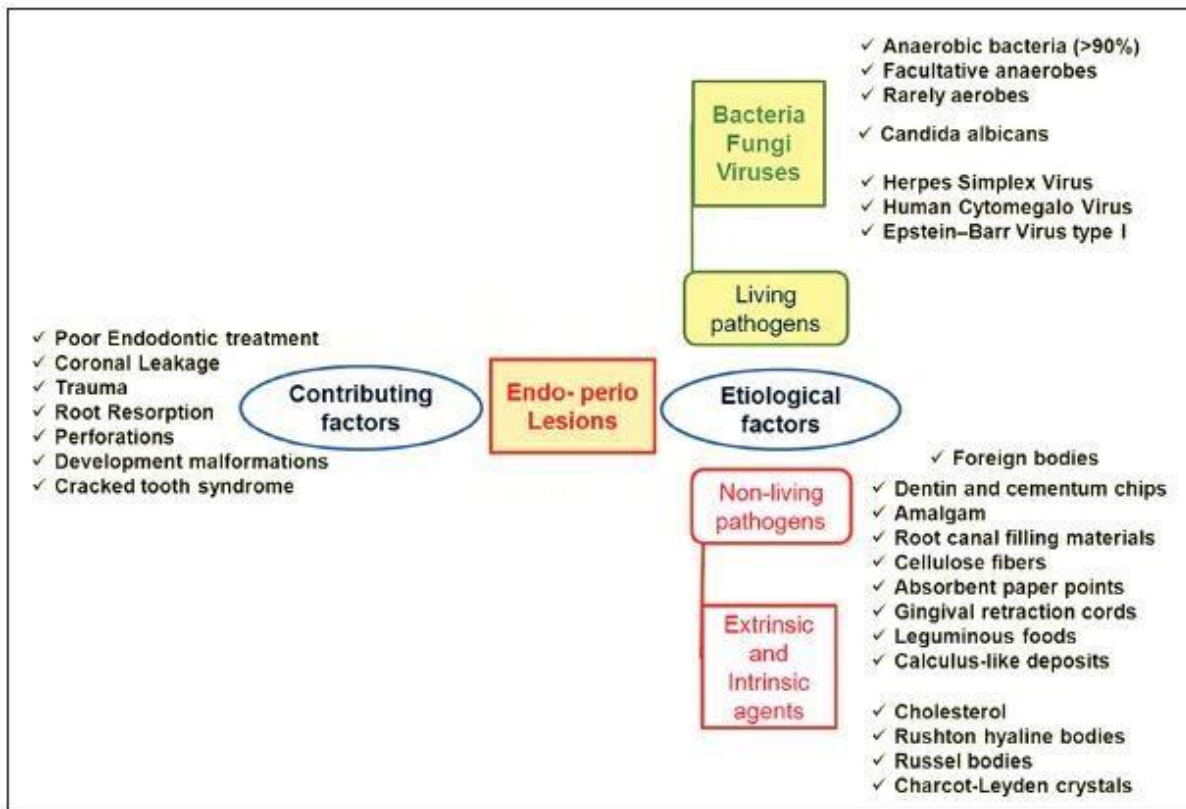 ✓ Anaerobic bacteria (>90%)
✓ Facultative anaerobes
✓ Rarely aerobes
Bacteria
Fungi
Viruses
✓ Candida albicans
✓ Herpes Simplex Virus
✓ Human Cytomegalo Virus
✓ Epstein–Barr Virus type I
Living
pathogens
✓ Poor Endodontic treatment
✓ Coronal Leakage
✓ Trauma
✓ Root Resorption
✓ Perforations
✓ Development malformations
✓ Cracked tooth syndrome
Contributing
factors
Endo- perio
Lesions
Etiological
factors
Non-living
pathogens
✓ Foreign bodies
✓ Dentin and cementum chips
✓ Amalgam
✓ Root canal filling materials
✓ Cellulose fibers
✓ Absorbent paper points
✓ Gingival retraction cords
✓ Leguminous foods
✓ Calculus-like deposits
Extrinsic
and
Intrinsic
agents
✓ Cholesterol
✓ Rushton hyaline bodies
✓ Russel bodies
✓ Charcot-Leyden crystals